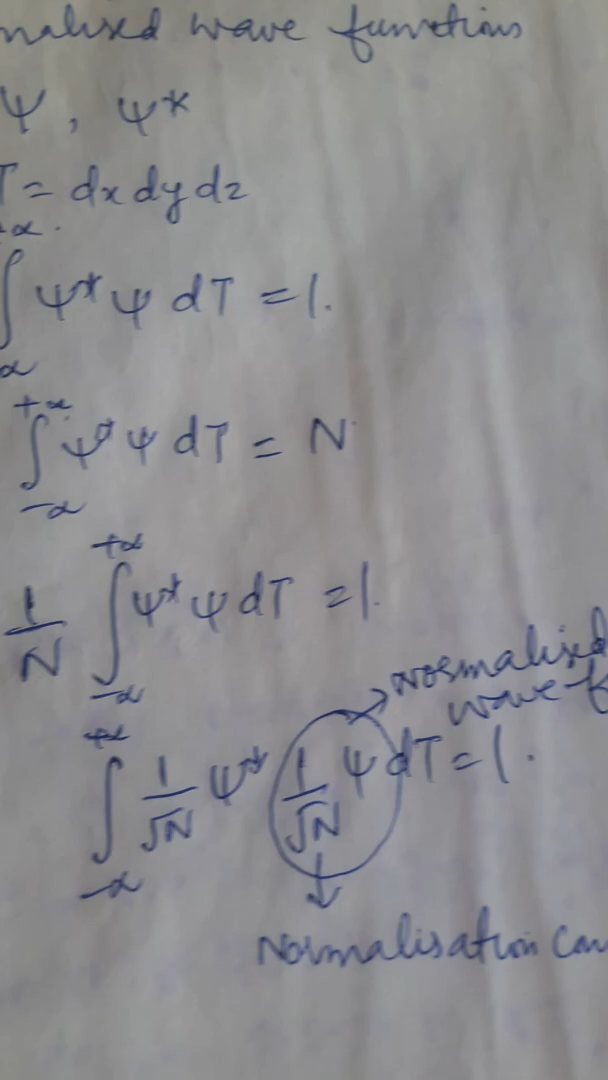 nalised wave functions
Ψ, Ψ*
T = dx dy dz
+α.
∫ Ψ* Ψ dT = 1.
α
+α
∫ Ψ* Ψ dT = N
-α
+α
1/N ∫ Ψ* Ψ dT = 1.
-α
Normalised
wave f
+α
∫ 1/√N Ψ* 1/√N Ψ dT = 1.
-α
Normalisation con